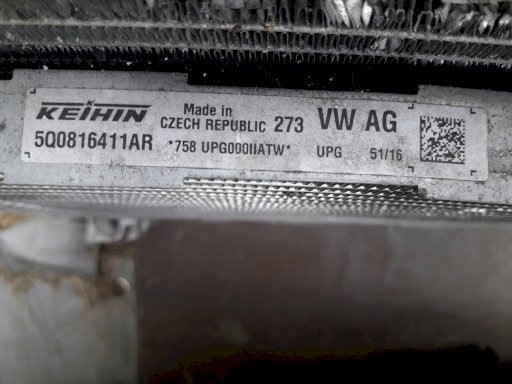 KEIHIN
Made in
CZECH REPUBLIC 273 VW AG
5Q0816411AR *758 UPG000IIATW* UPG 51/16